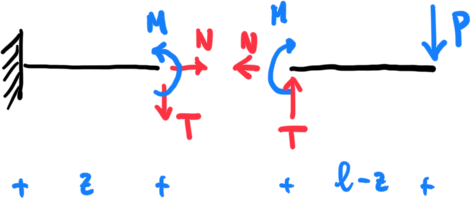 M N N M P
T T
+ z + + l-z +